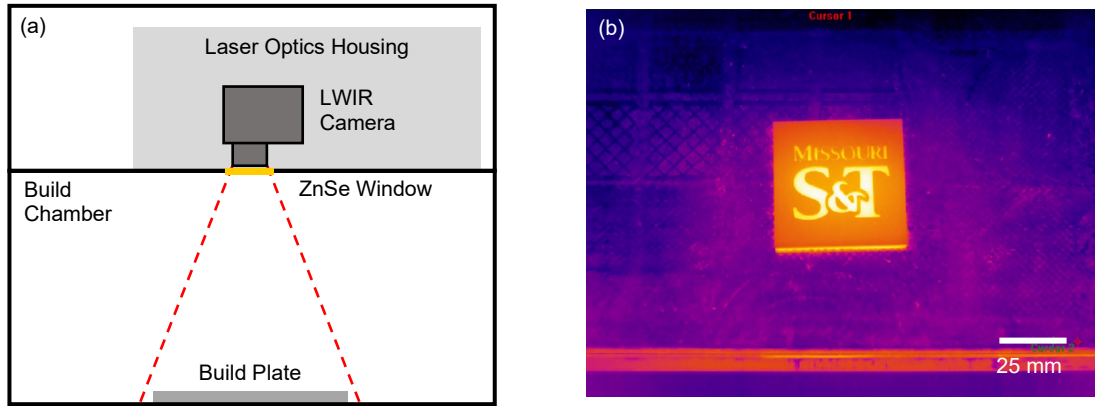 (a)
Laser Optics Housing
LWIR
Camera
Build
Chamber
ZnSe Window
Build Plate
(b)
Cursor 1
MISSOURI
S&T
25 mm